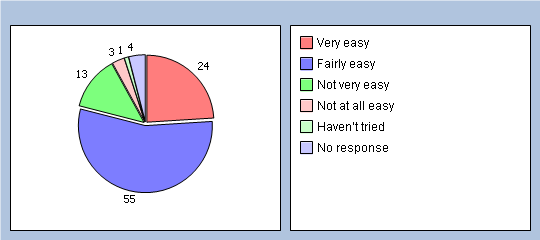 3 1 4
24
13
55
Very easy
Fairly easy
Not very easy
Not at all easy
Haven't tried
No response